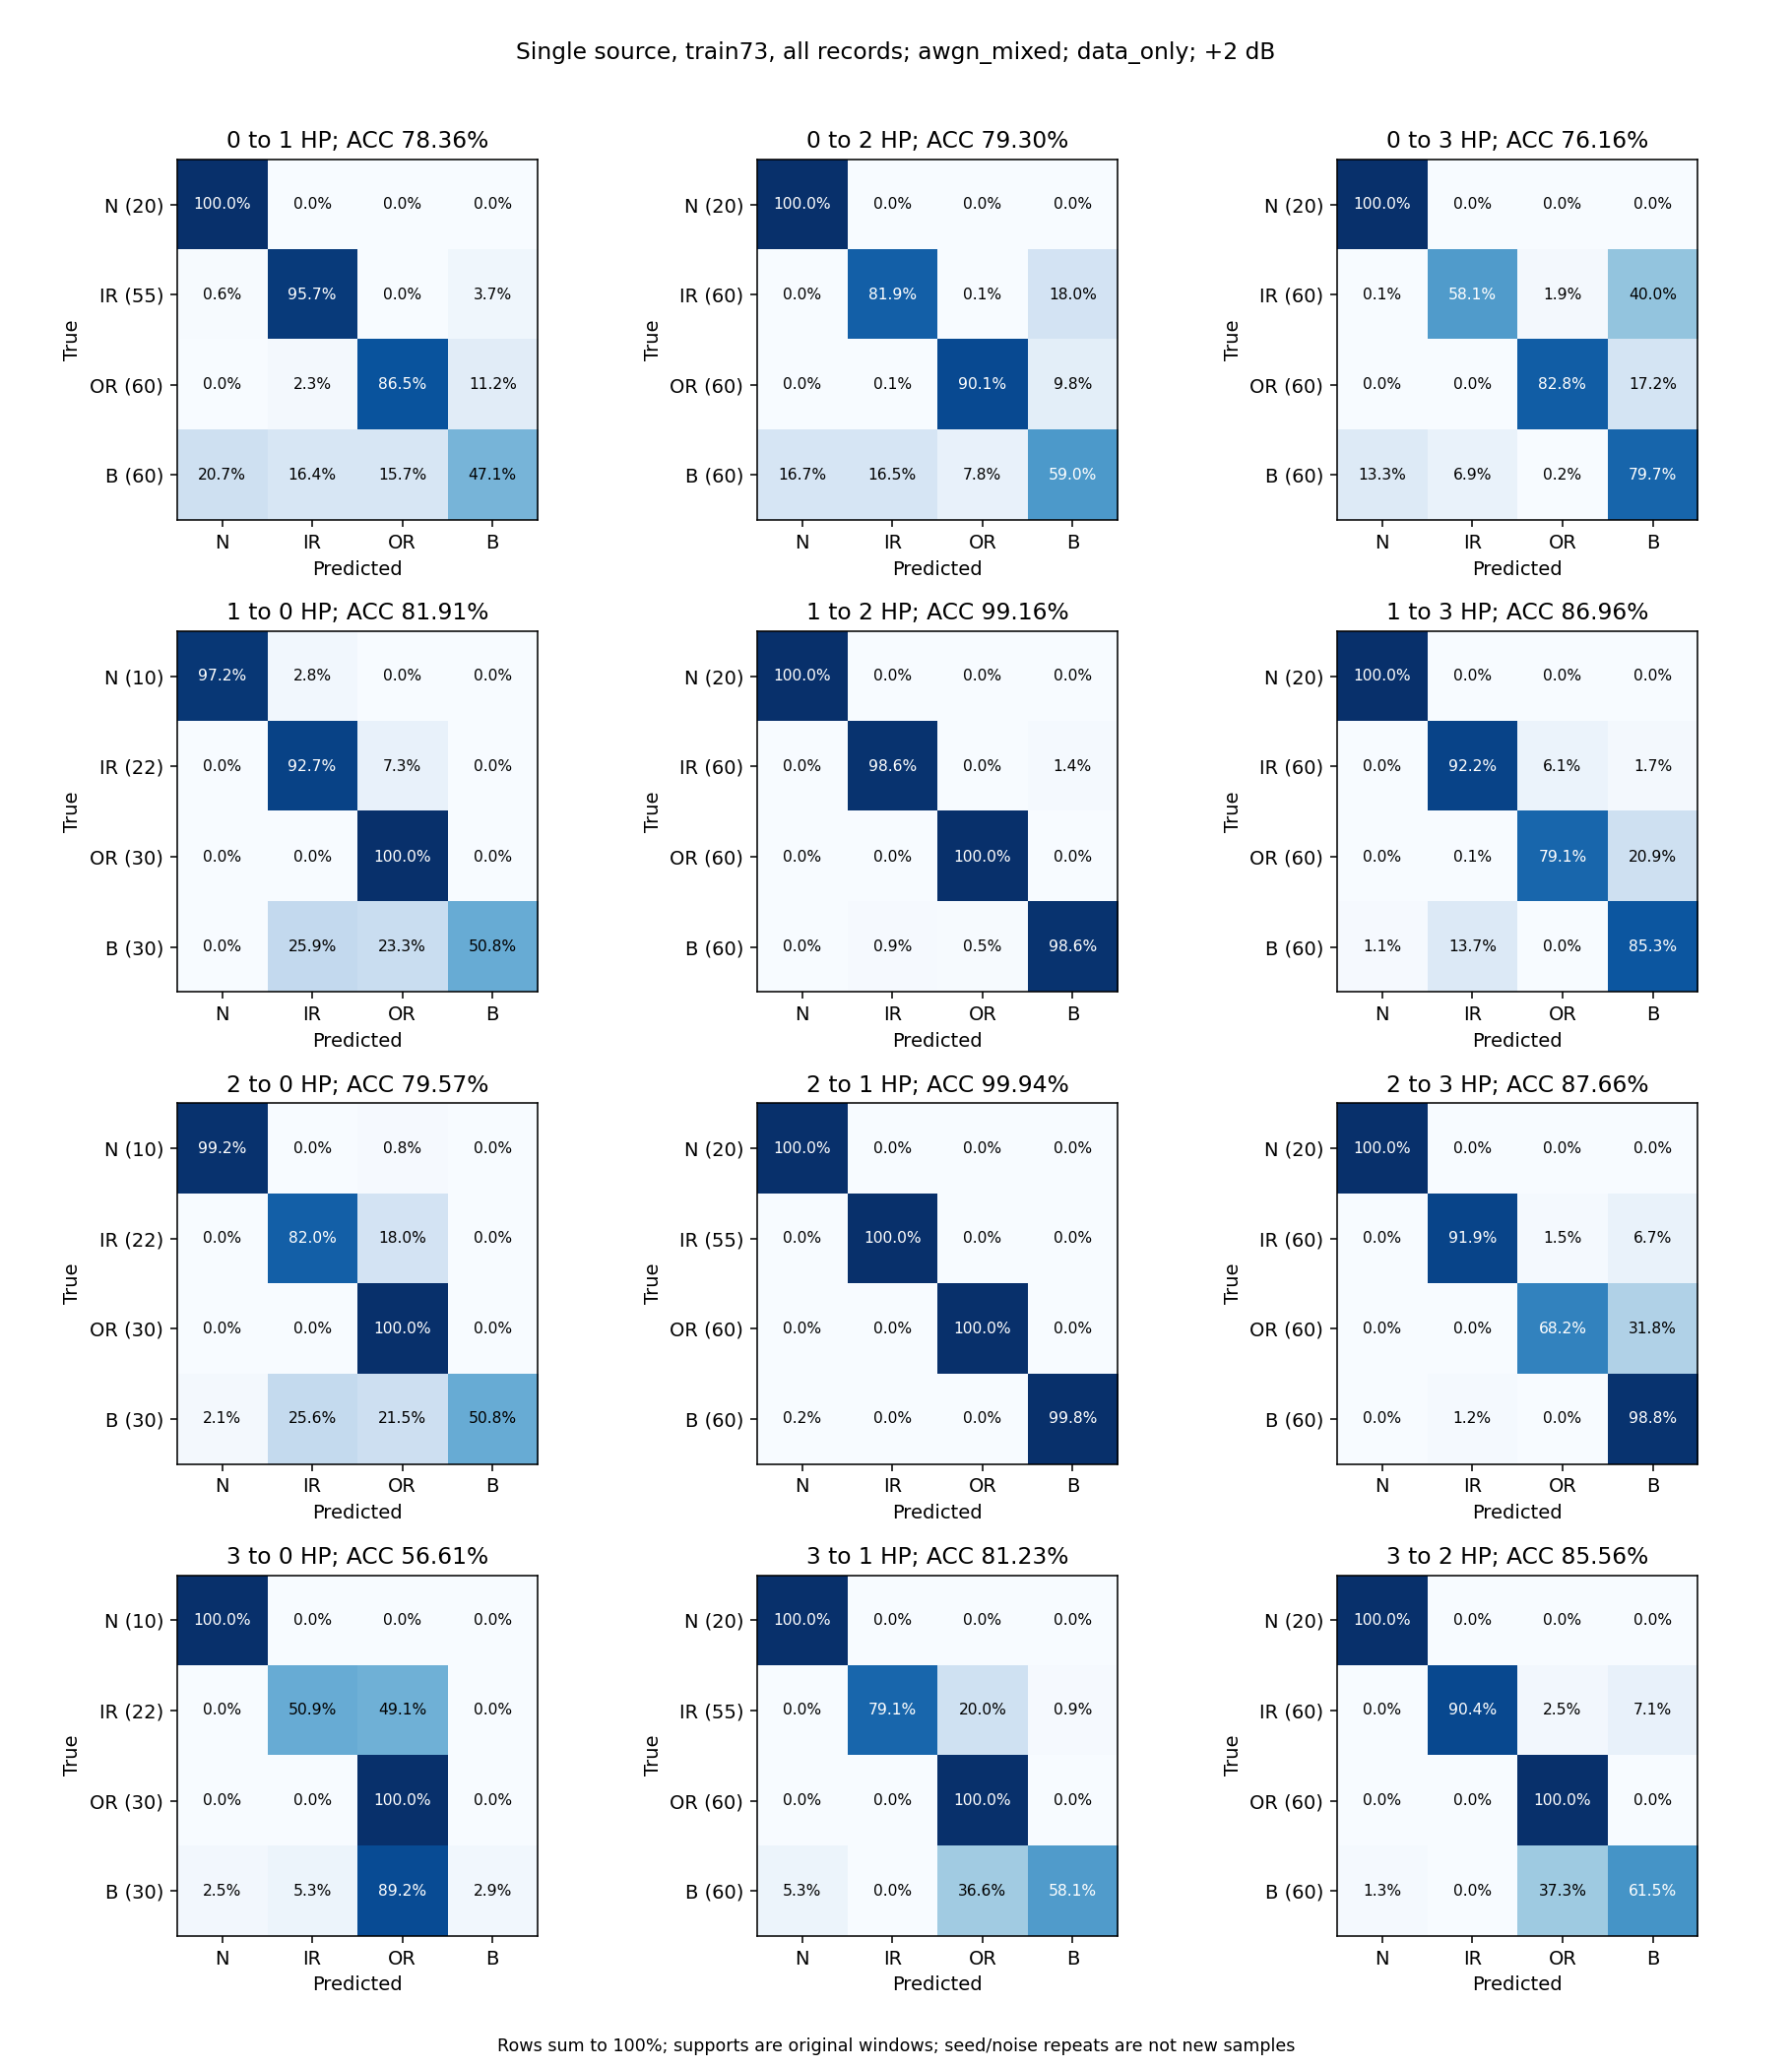 Single source, train73, all records; awgn_mixed; data_only; +2 dB
0 to 1 HP; ACC 78.36%
True
N (20) 100.0% 0.0% 0.0% 0.0%
IR (55) 0.6% 95.7% 0.0% 3.7%
OR (60) 0.0% 2.3% 86.5% 11.2%
B (60) 20.7% 16.4% 15.7% 47.1%
N IR OR B
Predicted
0 to 2 HP; ACC 79.30%
True
N (20) 100.0% 0.0% 0.0% 0.0%
IR (60) 0.0% 81.9% 0.1% 18.0%
OR (60) 0.0% 0.1% 90.1% 9.8%
B (60) 16.7% 16.5% 7.8% 59.0%
N IR OR B
Predicted
0 to 3 HP; ACC 76.16%
True
N (20) 100.0% 0.0% 0.0% 0.0%
IR (60) 0.1% 58.1% 1.9% 40.0%
OR (60) 0.0% 0.0% 82.8% 17.2%
B (60) 13.3% 6.9% 0.2% 79.7%
N IR OR B
Predicted
1 to 0 HP; ACC 81.91%
True
N (10) 97.2% 2.8% 0.0% 0.0%
IR (22) 0.0% 92.7% 7.3% 0.0%
OR (30) 0.0% 0.0% 100.0% 0.0%
B (30) 0.0% 25.9% 23.3% 50.8%
N IR OR B
Predicted
1 to 2 HP; ACC 99.16%
True
N (20) 100.0% 0.0% 0.0% 0.0%
IR (60) 0.0% 98.6% 0.0% 1.4%
OR (60) 0.0% 0.0% 100.0% 0.0%
B (60) 0.0% 0.9% 0.5% 98.6%
N IR OR B
Predicted
1 to 3 HP; ACC 86.96%
True
N (20) 100.0% 0.0% 0.0% 0.0%
IR (60) 0.0% 92.2% 6.1% 1.7%
OR (60) 0.0% 0.1% 79.1% 20.9%
B (60) 1.1% 13.7% 0.0% 85.3%
N IR OR B
Predicted
2 to 0 HP; ACC 79.57%
True
N (10) 99.2% 0.0% 0.8% 0.0%
IR (22) 0.0% 82.0% 18.0% 0.0%
OR (30) 0.0% 0.0% 100.0% 0.0%
B (30) 2.1% 25.6% 21.5% 50.8%
N IR OR B
Predicted
2 to 1 HP; ACC 99.94%
True
N (20) 100.0% 0.0% 0.0% 0.0%
IR (55) 0.0% 100.0% 0.0% 0.0%
OR (60) 0.0% 0.0% 100.0% 0.0%
B (60) 0.2% 0.0% 0.0% 99.8%
N IR OR B
Predicted
2 to 3 HP; ACC 87.66%
True
N (20) 100.0% 0.0% 0.0% 0.0%
IR (60) 0.0% 91.9% 1.5% 6.7%
OR (60) 0.0% 0.0% 68.2% 31.8%
B (60) 0.0% 1.2% 0.0% 98.8%
N IR OR B
Predicted
3 to 0 HP; ACC 56.61%
True
N (10) 100.0% 0.0% 0.0% 0.0%
IR (22) 0.0% 50.9% 49.1% 0.0%
OR (30) 0.0% 0.0% 100.0% 0.0%
B (30) 2.5% 5.3% 89.2% 2.9%
N IR OR B
Predicted
3 to 1 HP; ACC 81.23%
True
N (20) 100.0% 0.0% 0.0% 0.0%
IR (55) 0.0% 79.1% 20.0% 0.9%
OR (60) 0.0% 0.0% 100.0% 0.0%
B (60) 5.3% 0.0% 36.6% 58.1%
N IR OR B
Predicted
3 to 2 HP; ACC 85.56%
True
N (20) 100.0% 0.0% 0.0% 0.0%
IR (60) 0.0% 90.4% 2.5% 7.1%
OR (60) 0.0% 0.0% 100.0% 0.0%
B (60) 1.3% 0.0% 37.3% 61.5%
N IR OR B
Predicted
Rows sum to 100%; supports are original windows; seed/noise repeats are not new samples